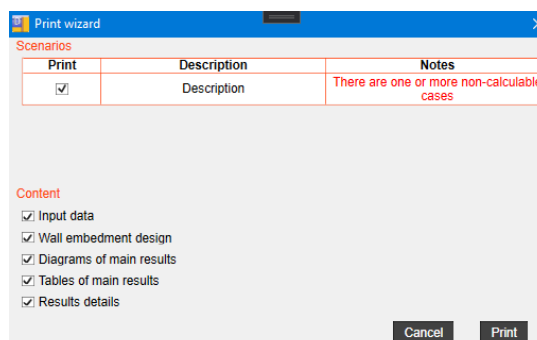 Print wizard
Scenarios
Print Description Notes
Description There are one or more non-calculable
cases
Content
Input data
Wall embedment design
Diagrams of main results
Tables of main results
Results details
Cancel Print